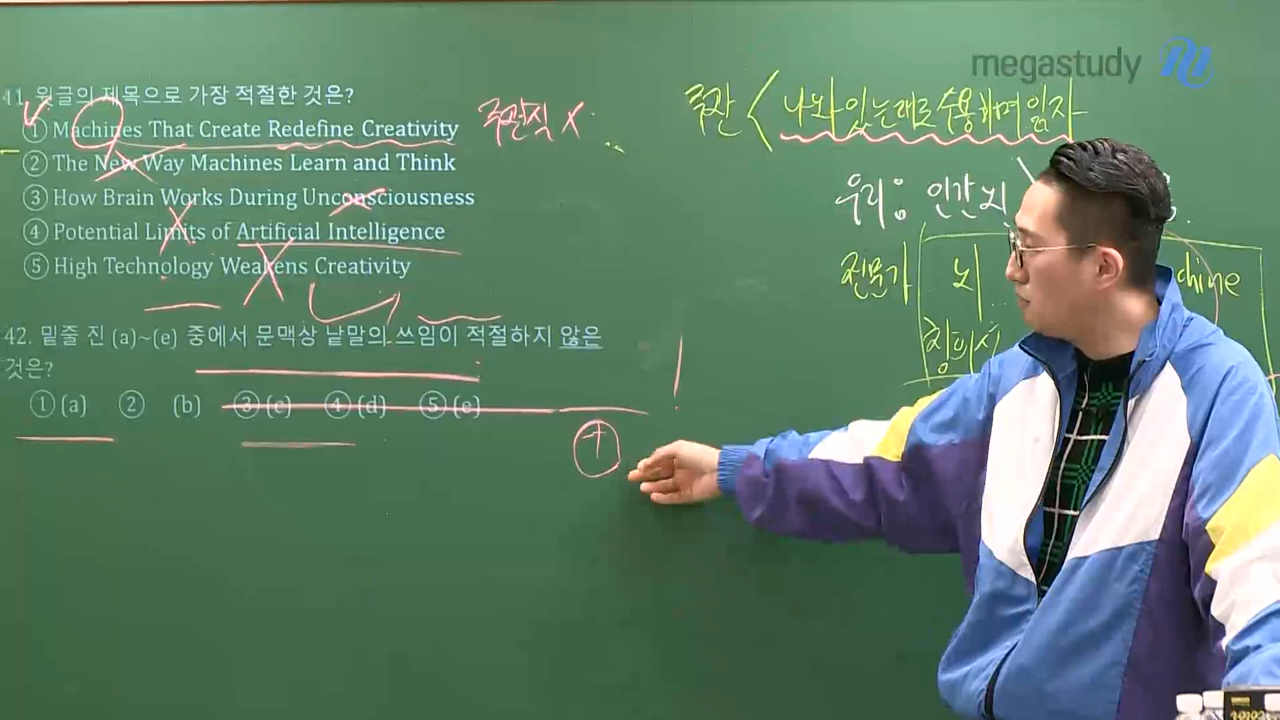 megastudy
41. 윗글의 제목으로 가장 적절한 것은?
① Machines That Create Redefine Creativity
② The New Way Machines Learn and Think
③ How Brain Works During Unconsciousness
④ Potential Limits of Artificial Intelligence
⑤ High Technology Weakens Creativity
42. 밑줄 진 (a)~(e) 중에서 문맥상 낱말의 쓰임이 적절하지 않은
것은?
① (a) ② (b) ③ (c) ④ (d) ⑤ (e)
주관식 X
주관 < 나와 있는대로 수용하며 읽자
우리: 인간 뇌
전문가 뇌 chine
창의시
+